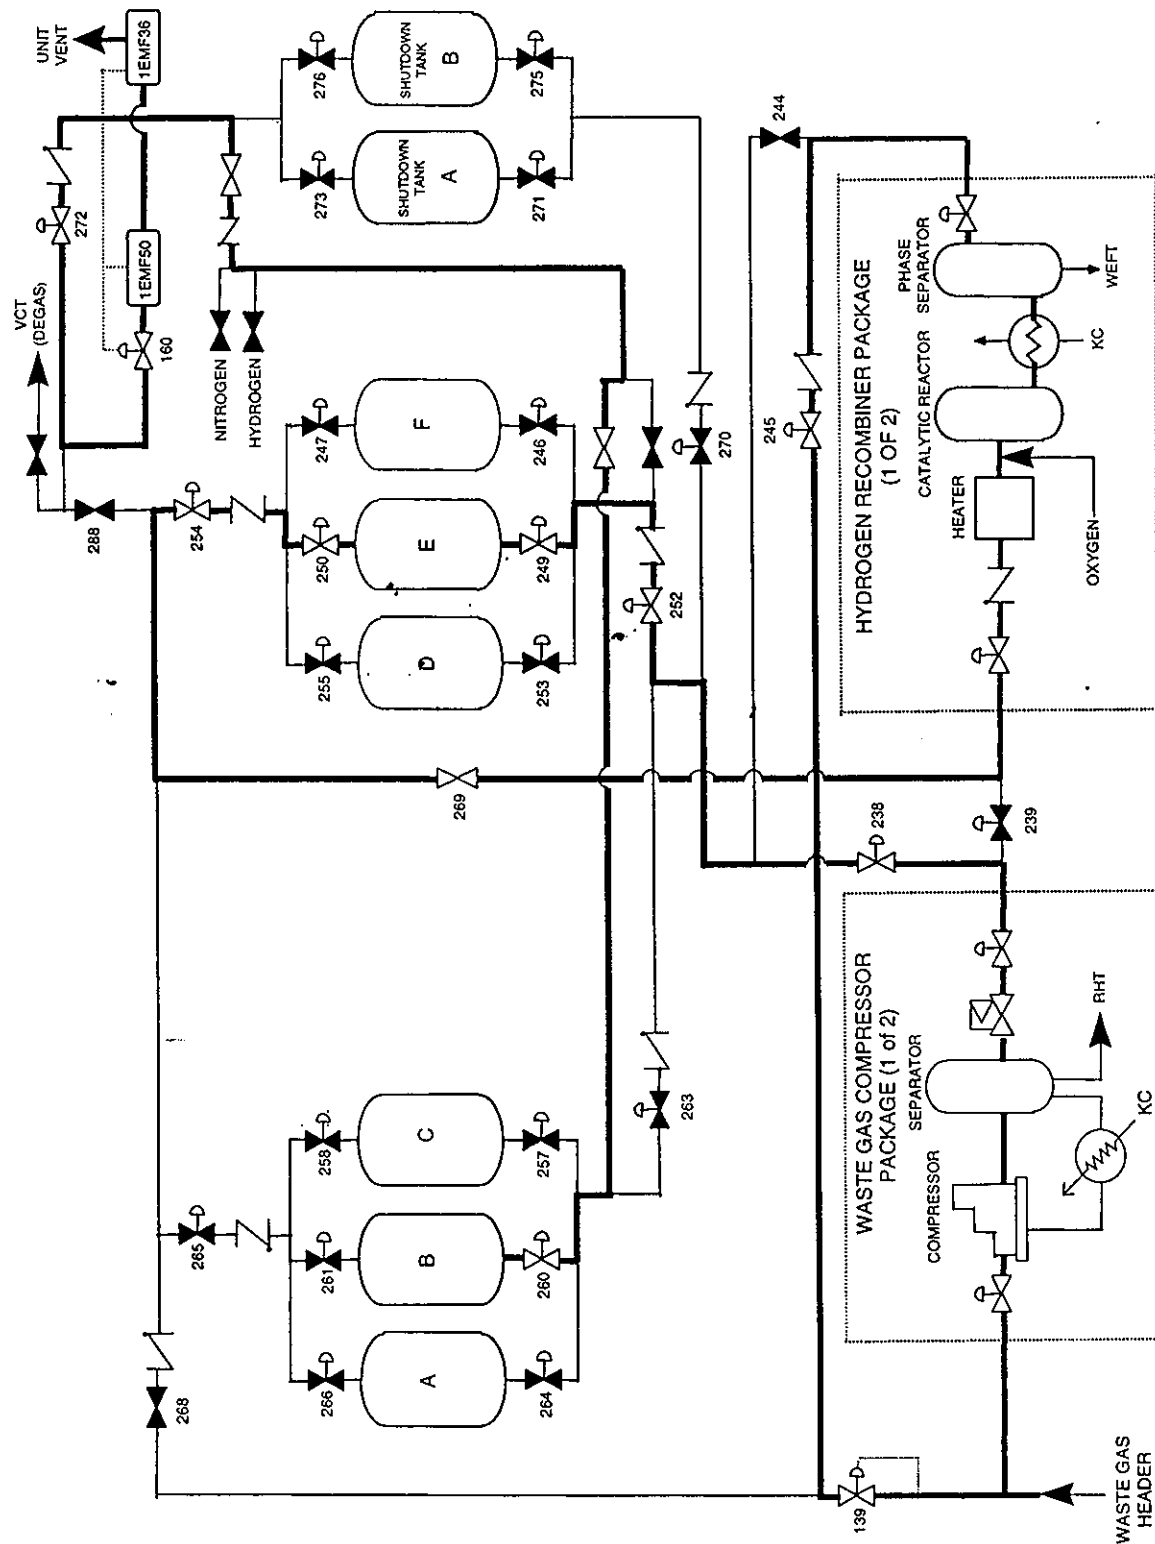 UNIT
VENT
1EMF36
1EMF50
272
160
VCT
(DEGAS)
288
254
NITROGEN
HYDROGEN
276
SHUTDOWN
TANK
B
275
273
SHUTDOWN
TANK
A
271
247
F
246
250
E
249
255
D
253
252
270
244
245
269
238
239
268
265
258
C
257
261
B
260
266
A
264
263
139
HYDROGEN RECOMBINER PACKAGE
(1 OF 2)
CATALYTIC REACTOR
PHASE
SEPARATOR
HEATER
OXYGEN
KC
WEFT
WASTE GAS COMPRESSOR
PACKAGE (1 of 2)
COMPRESSOR
SEPARATOR
RHT
KC
WASTE GAS
HEADER